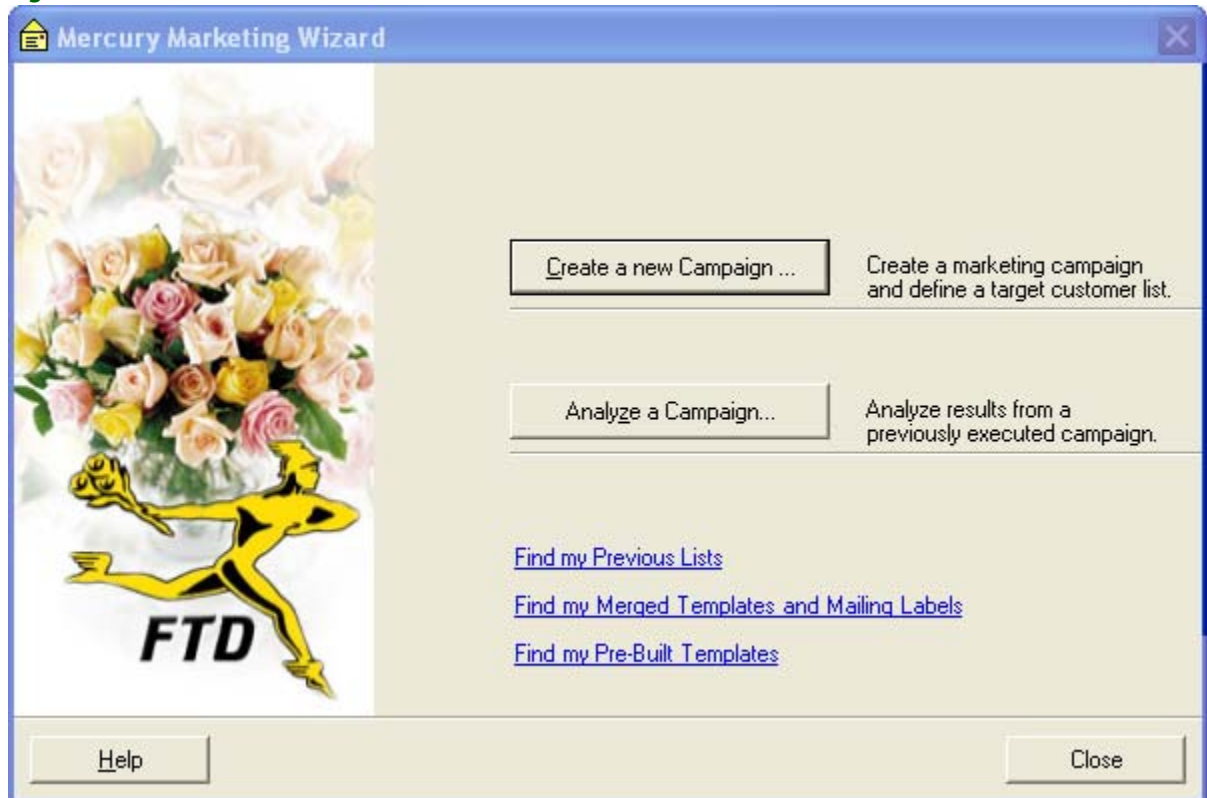 Mercury Marketing Wizard
Create a new Campaign ...
Create a marketing campaign
and define a target customer list.
Analyze a Campaign...
Analyze results from a
previously executed campaign.
Find my Previous Lists
Find my Merged Templates and Mailing Labels
Find my Pre-Built Templates
FTD
Help
Close